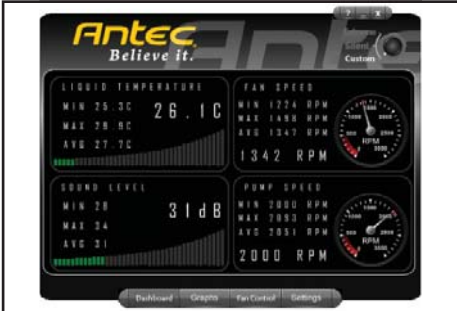 ? - X
Antec
Believe it.
Silent
Custom
LIQUID TEMPERATURE
MIN 25.3C
MAX 29.9C
AVG 27.7C
26.1C
FAN SPEED
MIN 1224 RPM
MAX 1498 RPM
AVG 1347 RPM
1342 RPM
RPM
SOUND LEVEL
MIN 28
MAX 34
AVG 31
31dB
PUMP SPEED
MIN 2000 RPM
MAX 2093 RPM
AVG 2051 RPM
2000 RPM
RPM
Dashboard Graphs Fan Control Settings